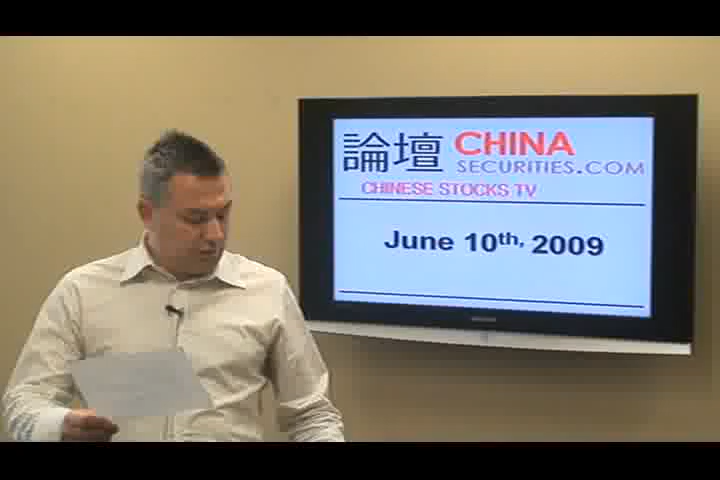 論壇 CHINA
SECURITIES.COM
CHINESE STOCKS TV
June 10th, 2009